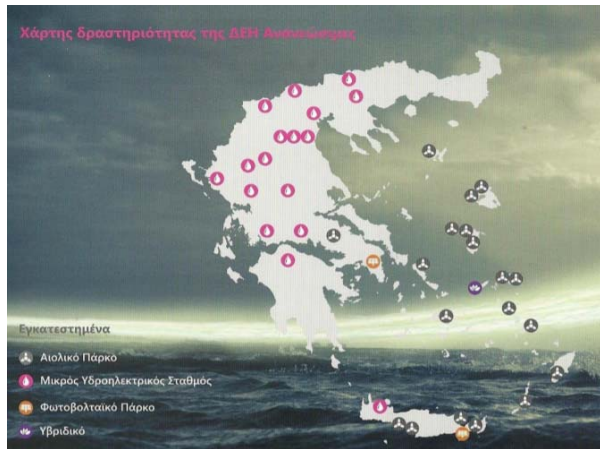 Χάρτης δραστηριότητας της ΔΕΗ Ανανεώσιμες
Εγκατεστημένα
Αιολικό Πάρκο
Μικρός Υδροηλεκτρικός Σταθμός
Φωτοβολταϊκό Πάρκο
Υβριδικό